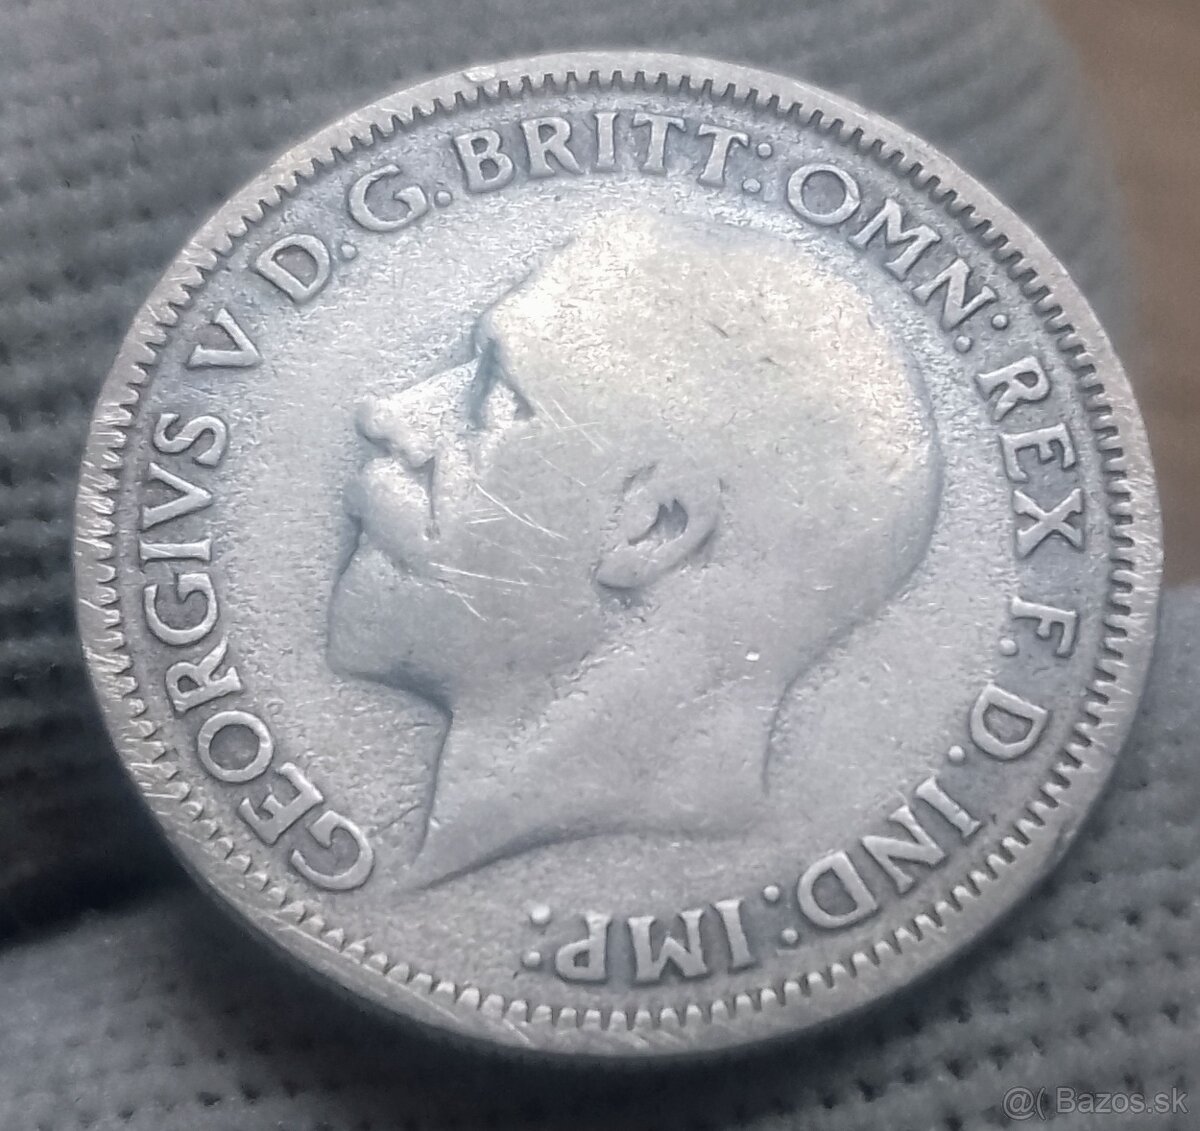 GEORGIVS V D.G.BRITT:OMN:REX F.D.IND:IMP:
@( Bazos.sk